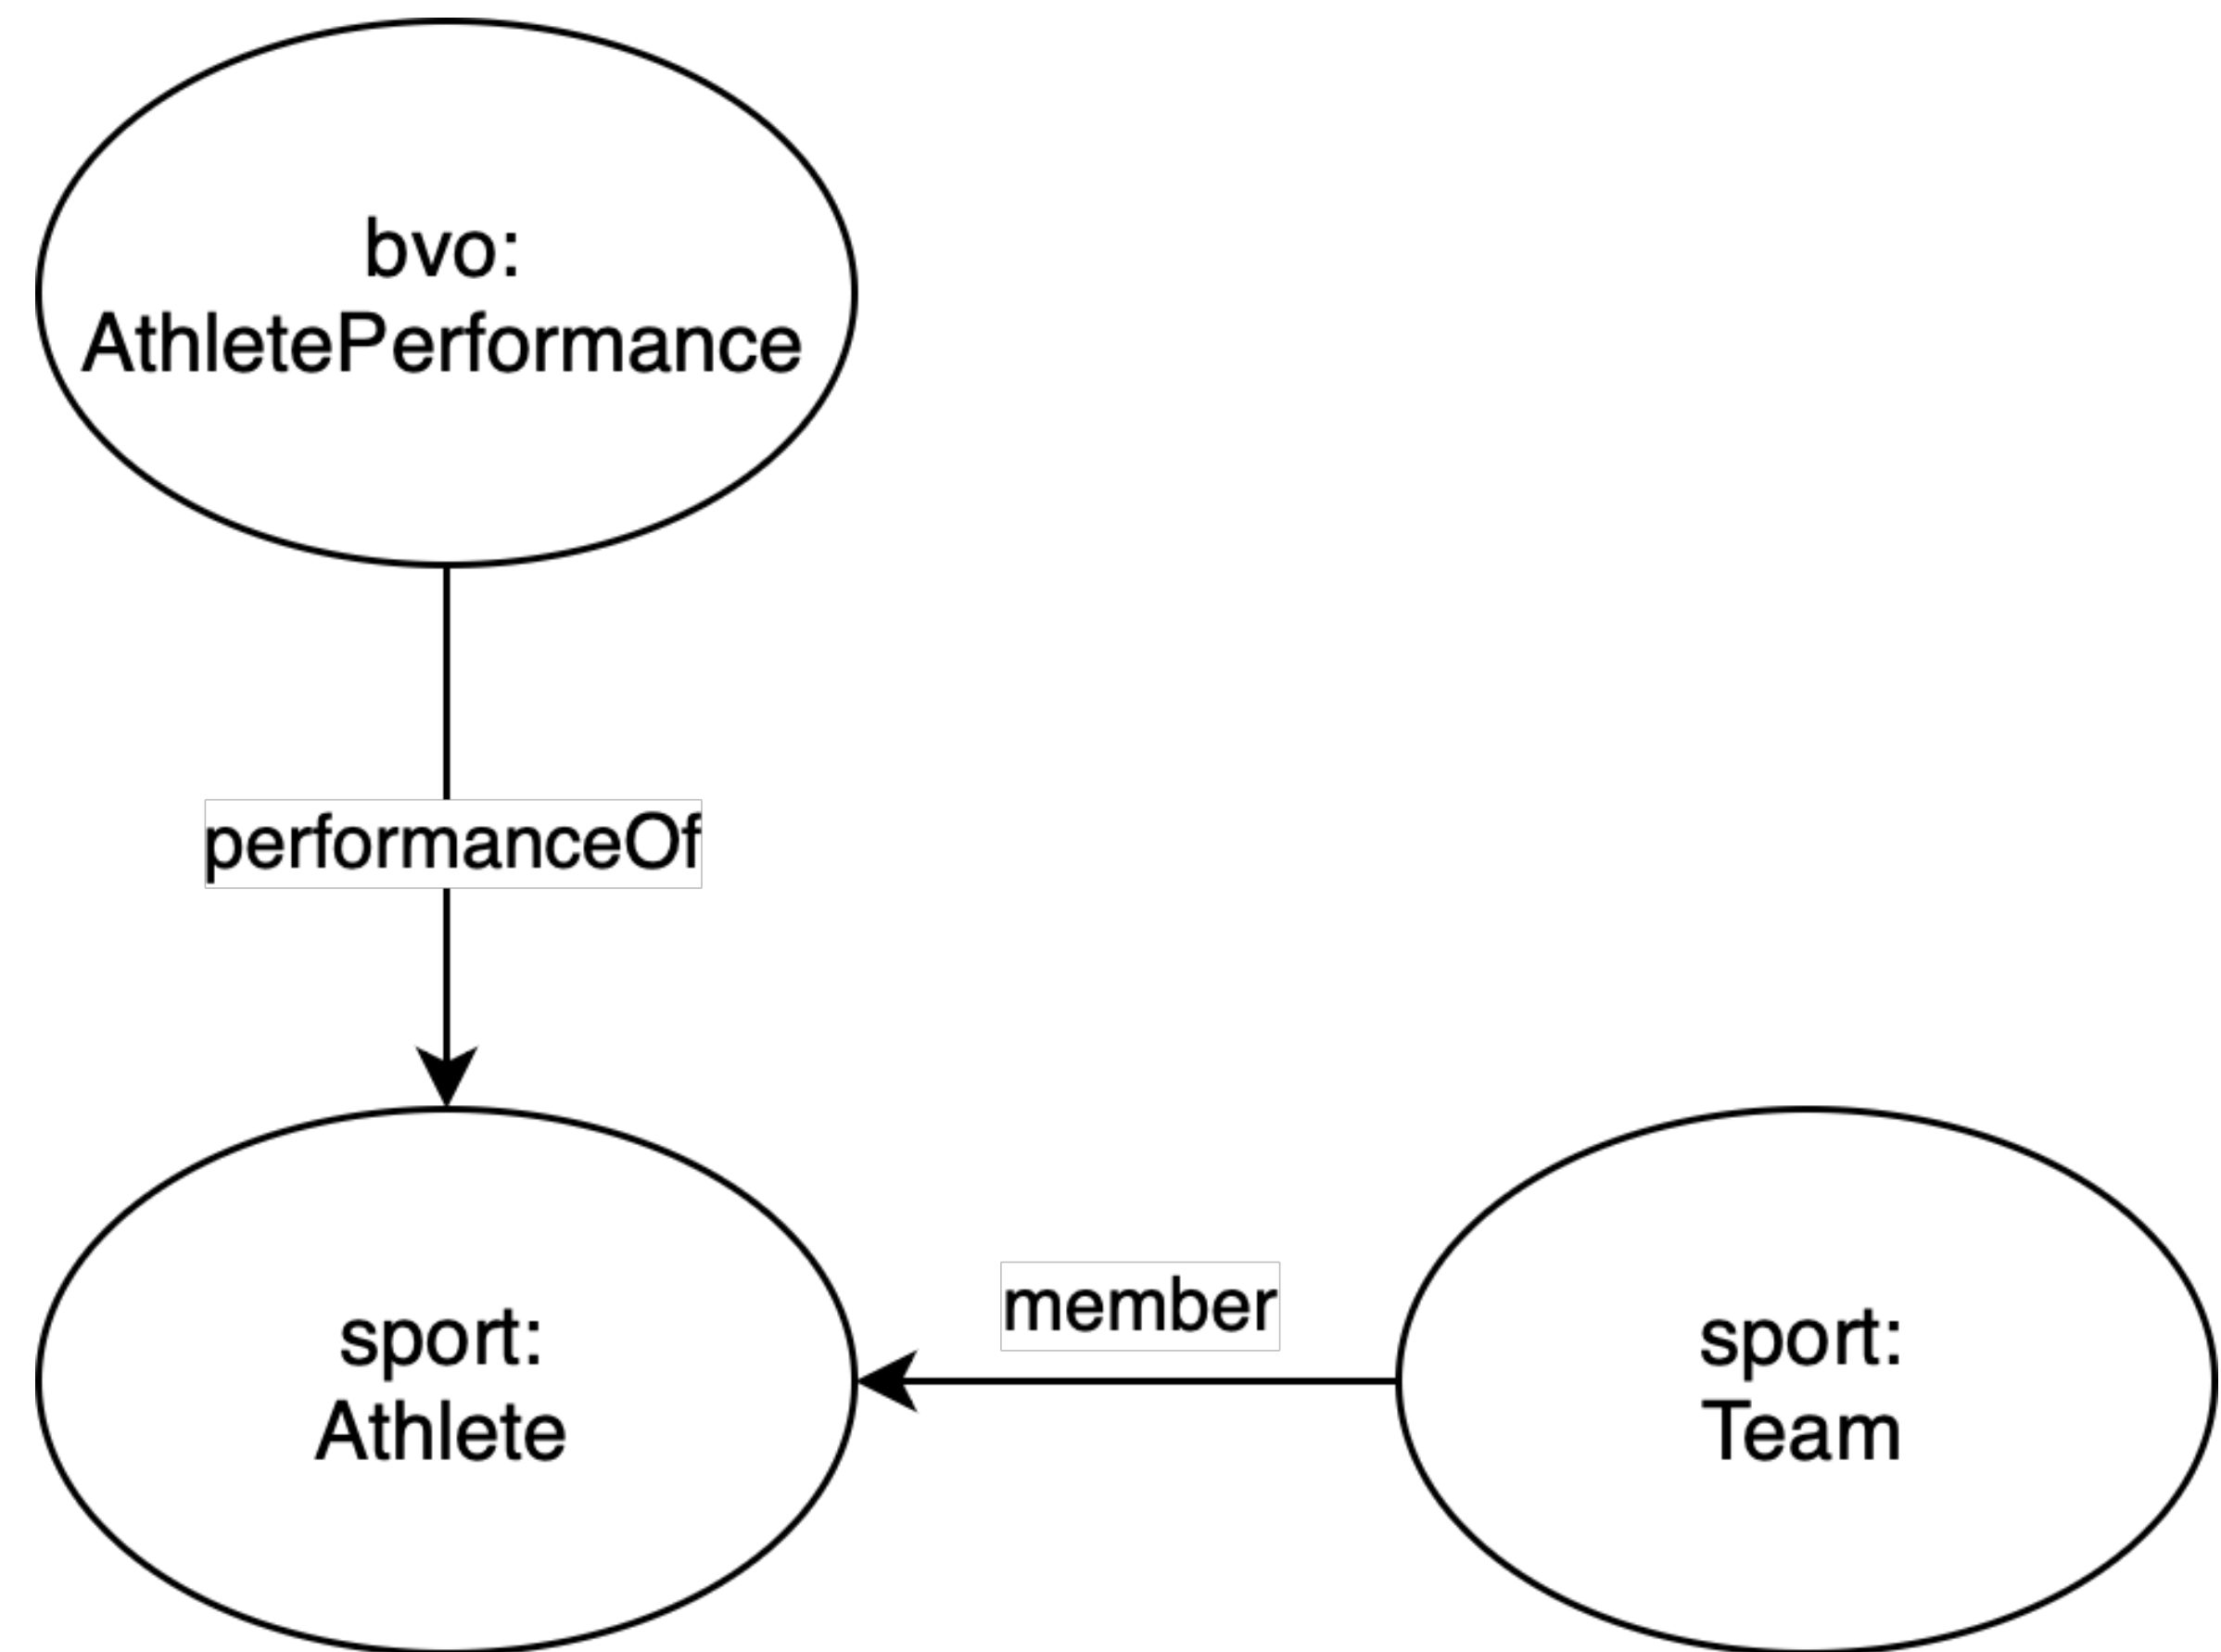 bvo:
AthletePerformance
performanceOf
member
sport:
Athlete
sport:
Team